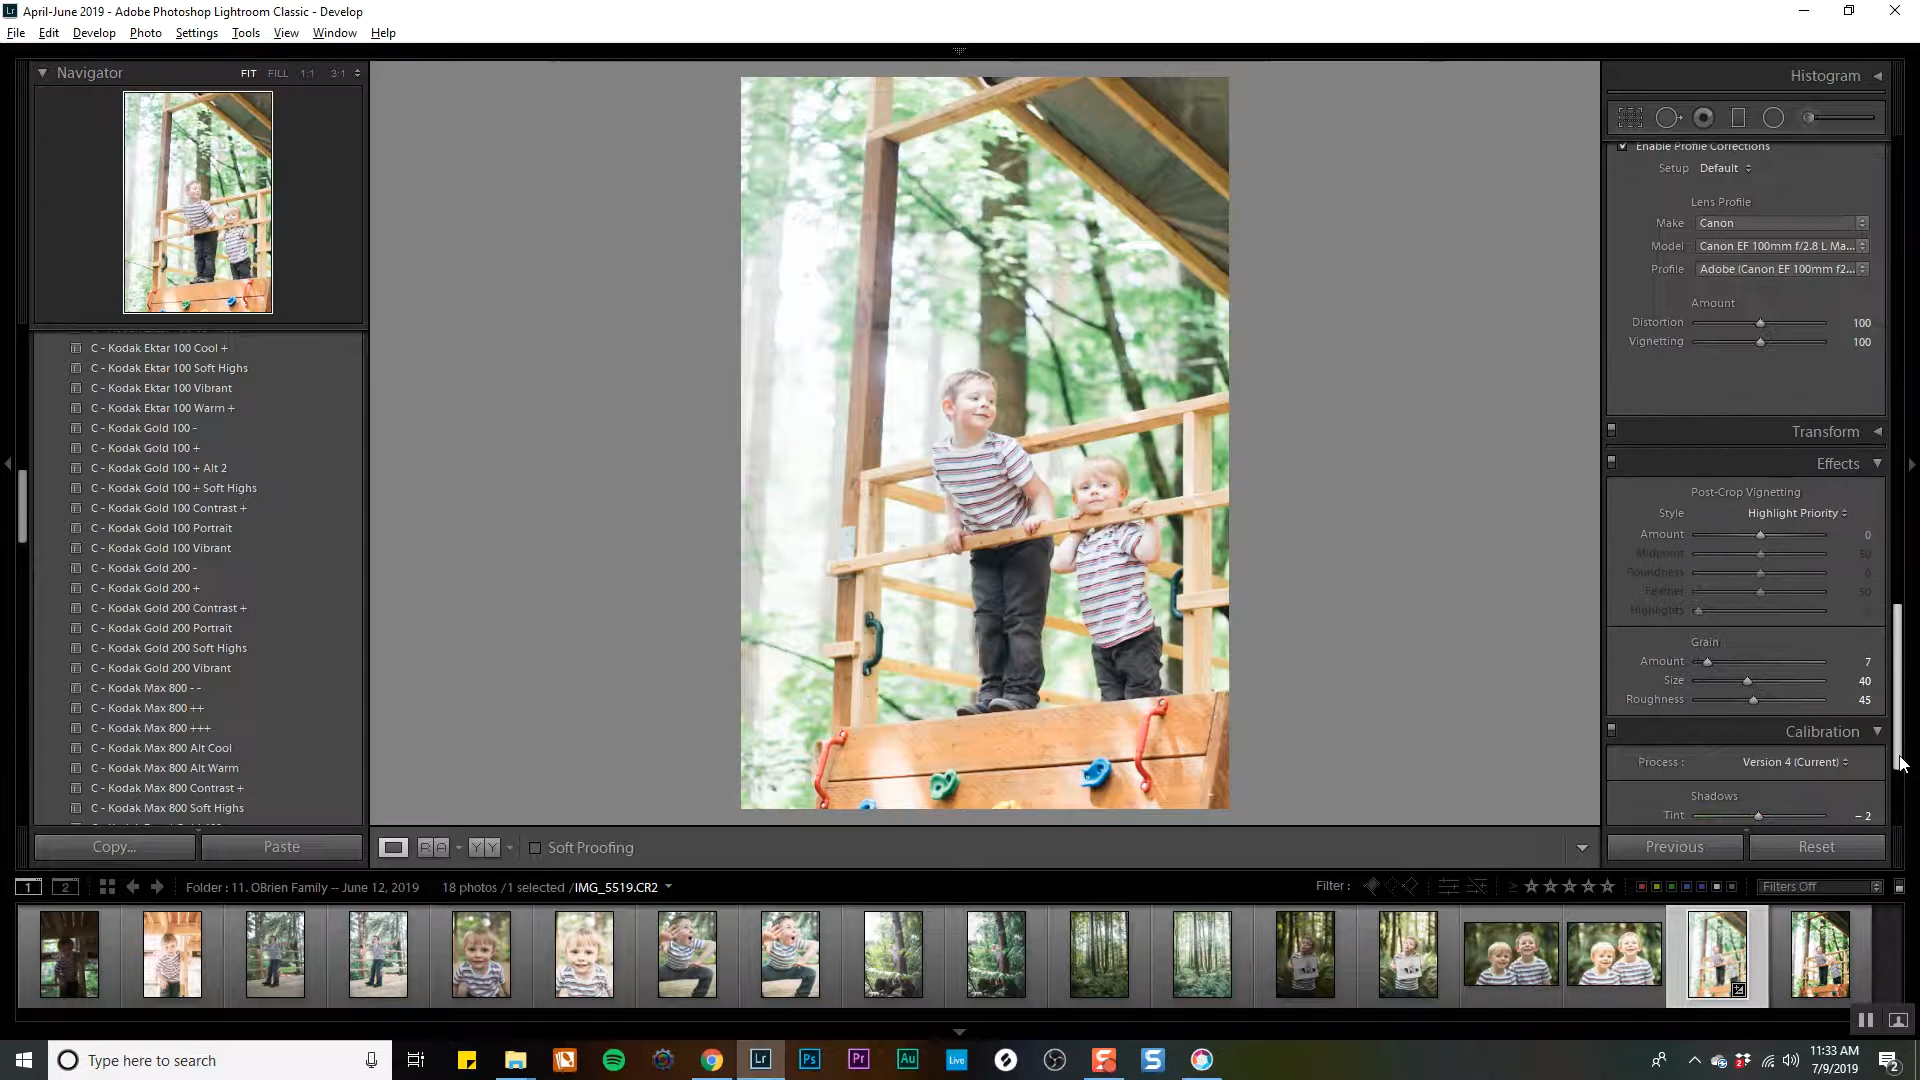 Lr April-June 2019 - Adobe Photoshop Lightroom Classic - Develop
File Edit Develop Photo Settings Tools View Window Help
Navigator FIT FILL 1:1 3:1
C - Kodak Ektar 100 Cool +
C - Kodak Ektar 100 Soft Highs
C - Kodak Ektar 100 Vibrant
C - Kodak Ektar 100 Warm +
C - Kodak Gold 100 -
C - Kodak Gold 100 +
C - Kodak Gold 100 + Alt 2
C - Kodak Gold 100 + Soft Highs
C - Kodak Gold 100 Contrast +
C - Kodak Gold 100 Portrait
C - Kodak Gold 100 Vibrant
C - Kodak Gold 200 -
C - Kodak Gold 200 +
C - Kodak Gold 200 Contrast +
C - Kodak Gold 200 Portrait
C - Kodak Gold 200 Soft Highs
C - Kodak Gold 200 Vibrant
C - Kodak Max 800 - -
C - Kodak Max 800 ++
C - Kodak Max 800 +++
C - Kodak Max 800 Alt Cool
C - Kodak Max 800 Alt Warm
C - Kodak Max 800 Contrast +
C - Kodak Max 800 Soft Highs
Copy... Paste
Histogram
Enable Profile Corrections
Setup Default
Lens Profile
Make Canon
Model Canon EF 100mm f/2.8 L Ma...
Profile Adobe (Canon EF 100mm f2...
Amount
Distortion 100
Vignetting 100
Transform
Effects
Post-Crop Vignetting
Style Highlight Priority
Amount 0
Midpoint 50
Roundness 0
Feather 50
Highlights
Grain
Amount 7
Size 40
Roughness 45
Calibration
Process : Version 4 (Current)
Shadows
Tint - 2
Previous Reset
R A Y Y Soft Proofing
1 2 Folder : 11. OBrien Family -- June 12, 2019 18 photos /1 selected /IMG_5519.CR2 Filter : ≥ Filters Off
Type here to search Lr Ps Pr Au Live S
11:33 AM
7/9/2019
2